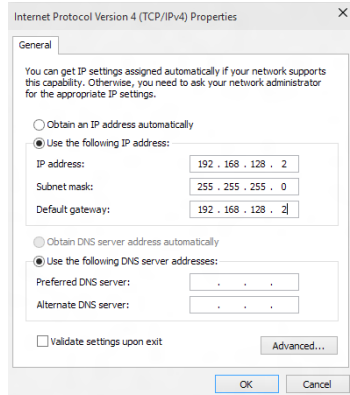 Internet Protocol Version 4 (TCP/IPv4) Properties
General
You can get IP settings assigned automatically if your network supports
this capability. Otherwise, you need to ask your network administrator
for the appropriate IP settings.
Obtain an IP address automatically
Use the following IP address:
IP address: 192 . 168 . 128 . 2
Subnet mask: 255 . 255 . 255 . 0
Default gateway: 192 . 168 . 128 . 2
Obtain DNS server address automatically
Use the following DNS server addresses:
Preferred DNS server: . . .
Alternate DNS server: . . .
Validate settings upon exit
Advanced...
OK Cancel